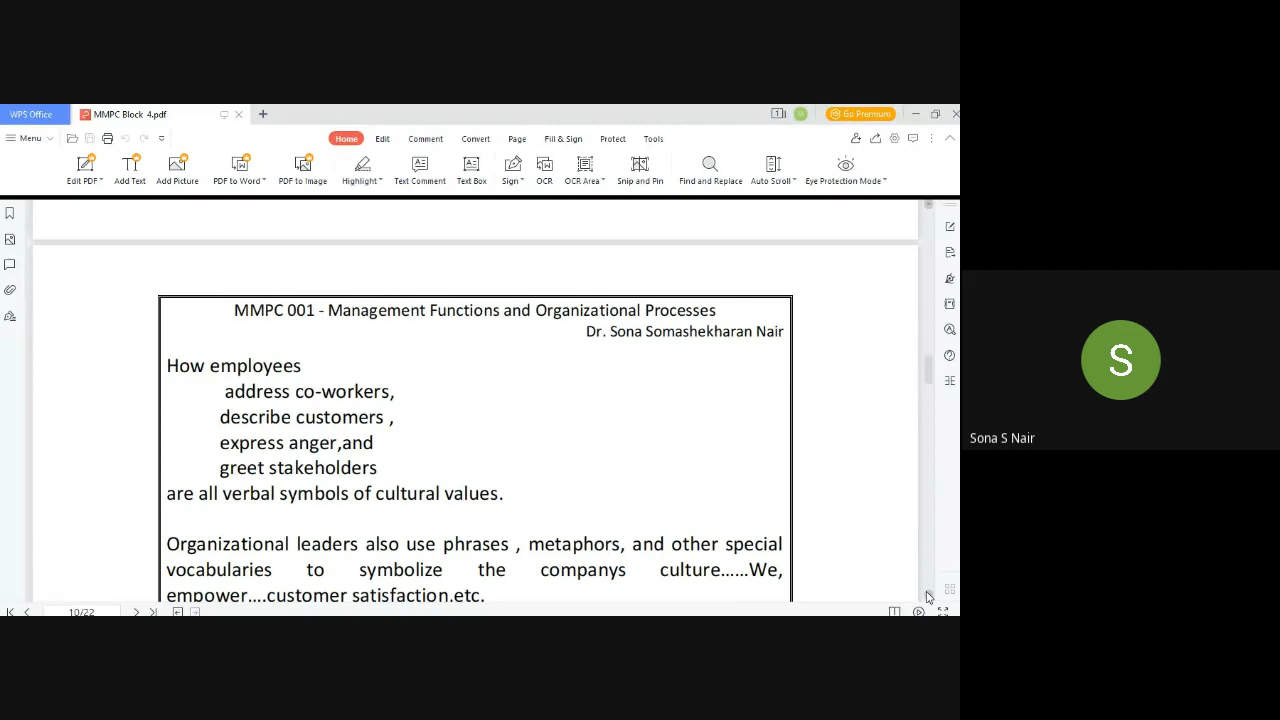 WPS Office
MMPC Block 4.pdf
Go Premium
Menu
Home Edit Comment Convert Page Fill & Sign Protect Tools
Edit PDF Add Text Add Picture PDF to Word PDF to Image Highlight Text Comment Text Box Sign OCR OCR Area Snip and Pin Find and Replace Auto Scroll Eye Protection Mode
MMPC 001 - Management Functions and Organizational Processes
Dr. Sona Somashekharan Nair
How employees
address co-workers,
describe customers ,
express anger,and
greet stakeholders
are all verbal symbols of cultural values.
Organizational leaders also use phrases , metaphors, and other special
vocabularies to symbolize the companys culture......We,
empower....customer satisfaction.etc.
10/22
S
Sona S Nair